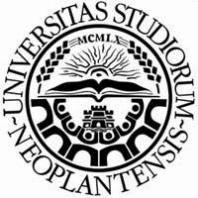 ~UNIVERSITAS STUDIORUM~
NEOPLANTENSIS
MCMLX